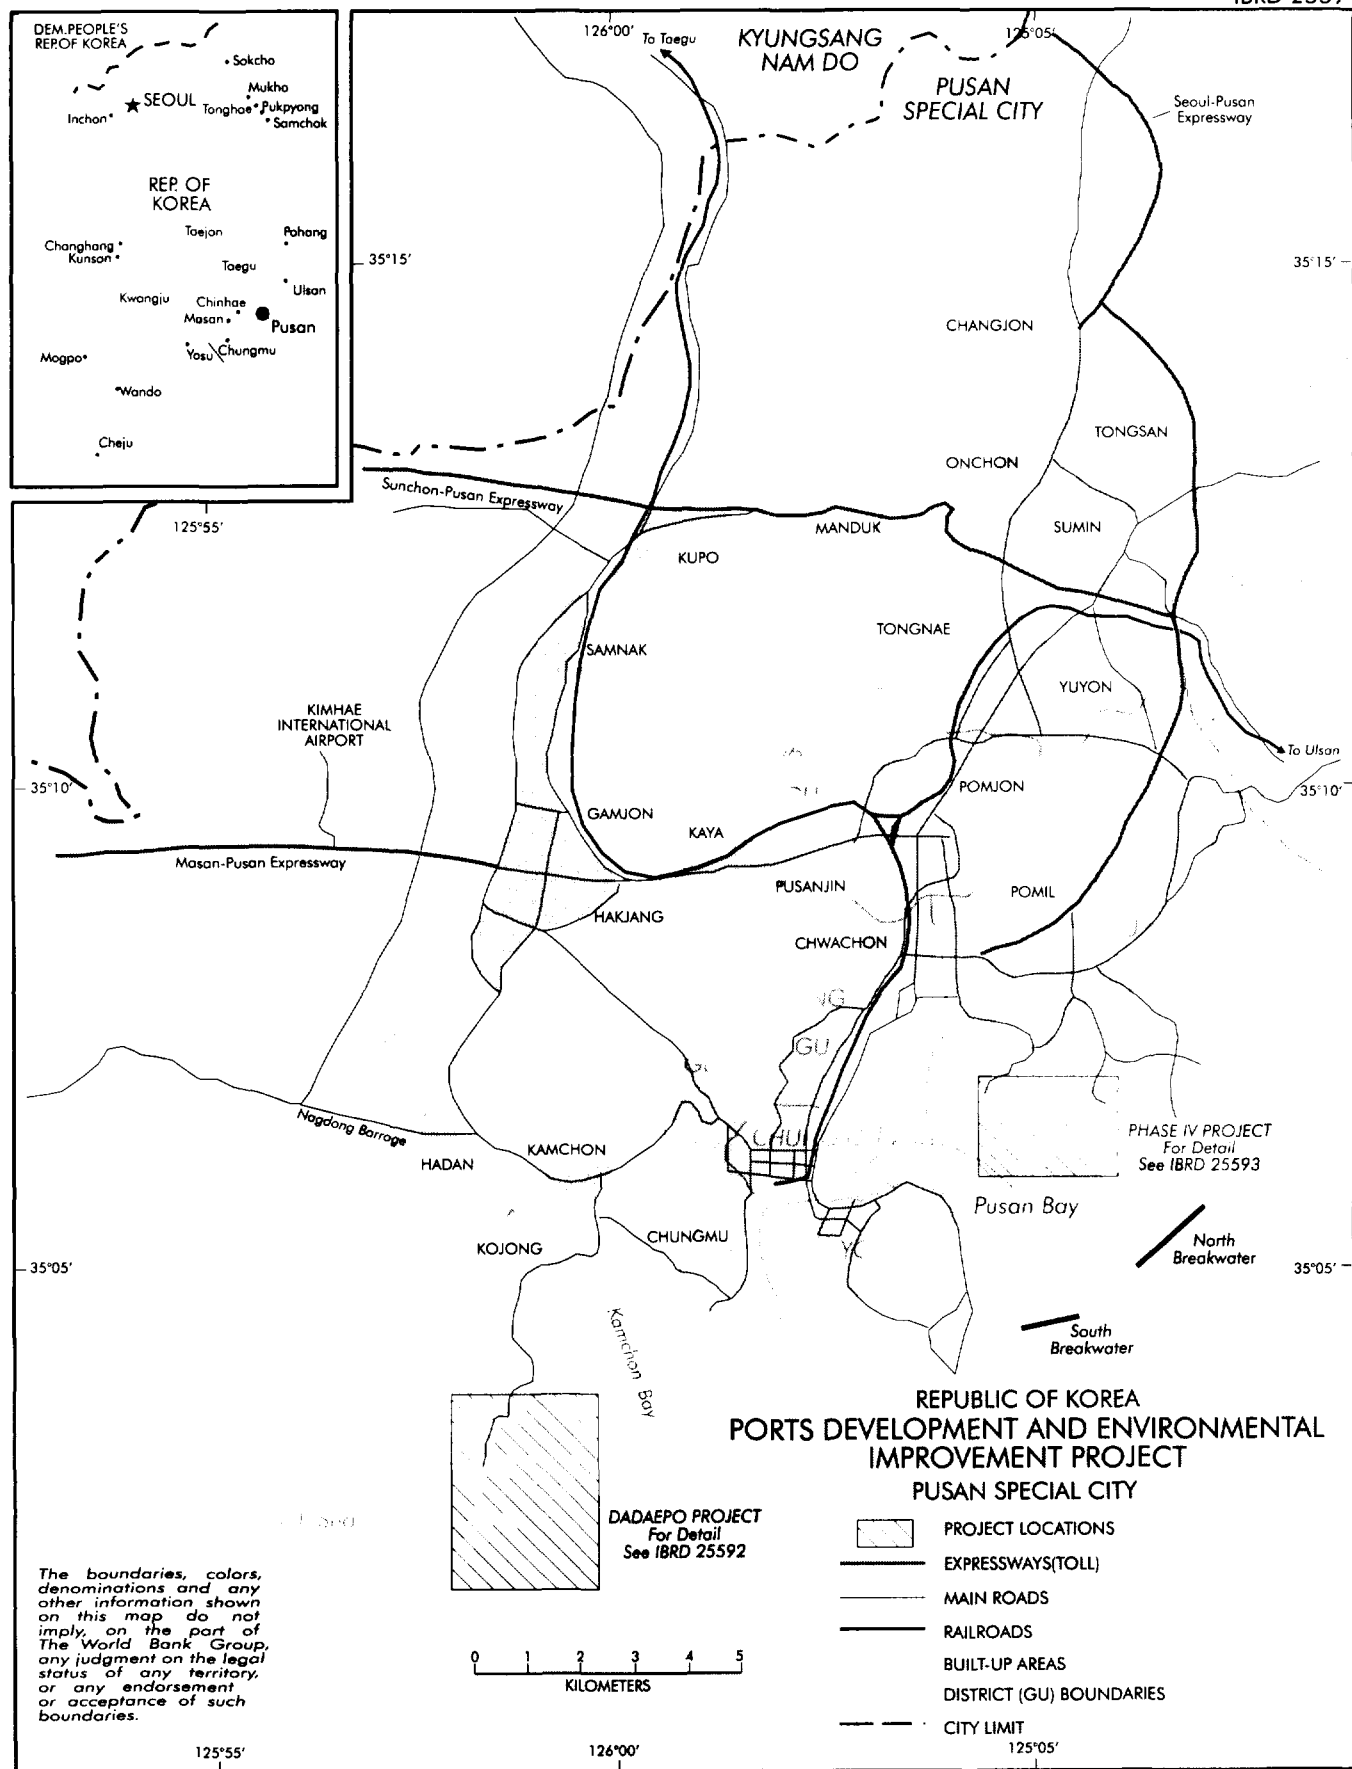 DEM.PEOPLE'S
REP.OF KOREA
Sokcho
Mukho
SEOUL
Tonghae
Pukpyong
Inchon
Samchok
REP. OF
KOREA
Taejon
Pohang
Changhang
Kunsan
Taegu
Ulsan
Kwangju
Chinhae
Masan
Pusan
Mogpo
Yosu
Chungmu
Wando
Cheju
126°00'
To Taegu
KYUNGSANG
NAM DO
125°05'
PUSAN
SPECIAL CITY
Seoul-Pusan
Expressway
35°15'
35°15'
CHANGJON
TONGSAN
ONCHON
Sunchon-Pusan Expressway
125°55'
MANDUK
SUMIN
KUPO
TONGNAE
SAMNAK
YUYON
KIMHAE
INTERNATIONAL
AIRPORT
To Ulsan
35°10'
POMJON
35°10'
GAMJON
KAYA
Masan-Pusan Expressway
PUSANJIN
POMIL
HAKJANG
CHWACHON
GU
Nagdong Barrage
KAMCHON
HADAN
PHASE IV PROJECT
For Detail
See IBRD 25593
Pusan Bay
KOJONG
CHUNGMU
North
Breakwater
35°05'
35°05'
Kamchon Bay
South
Breakwater
REPUBLIC OF KOREA
PORTS DEVELOPMENT AND ENVIRONMENTAL
IMPROVEMENT PROJECT
PUSAN SPECIAL CITY
DADAEPO PROJECT
For Detail
See IBRD 25592
PROJECT LOCATIONS
EXPRESSWAYS(TOLL)
MAIN ROADS
RAILROADS
BUILT-UP AREAS
DISTRICT (GU) BOUNDARIES
CITY LIMIT
The boundaries, colors,
denominations and any
other information shown
on this map do not
imply, on the part of
The World Bank Group,
any judgment on the legal
status of any territory,
or any endorsement
or acceptance of such
boundaries.
0 1 2 3 4 5
KILOMETERS
125°55'
126°00'
125°05'